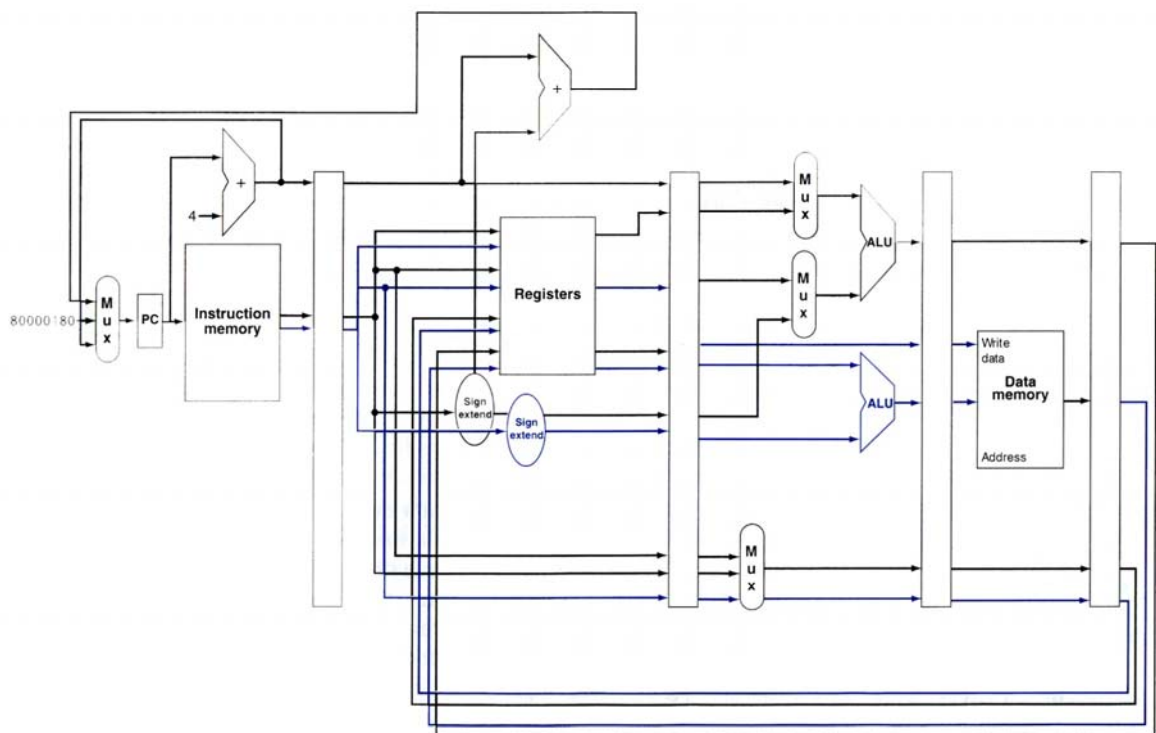 +
+
4
M
u
x
80000180
M
u
x
PC
Instruction
memory
Registers
Sign
extend
Sign
extend
M
u
x
ALU
ALU
Write
data
Data
memory
Address
M
u
x